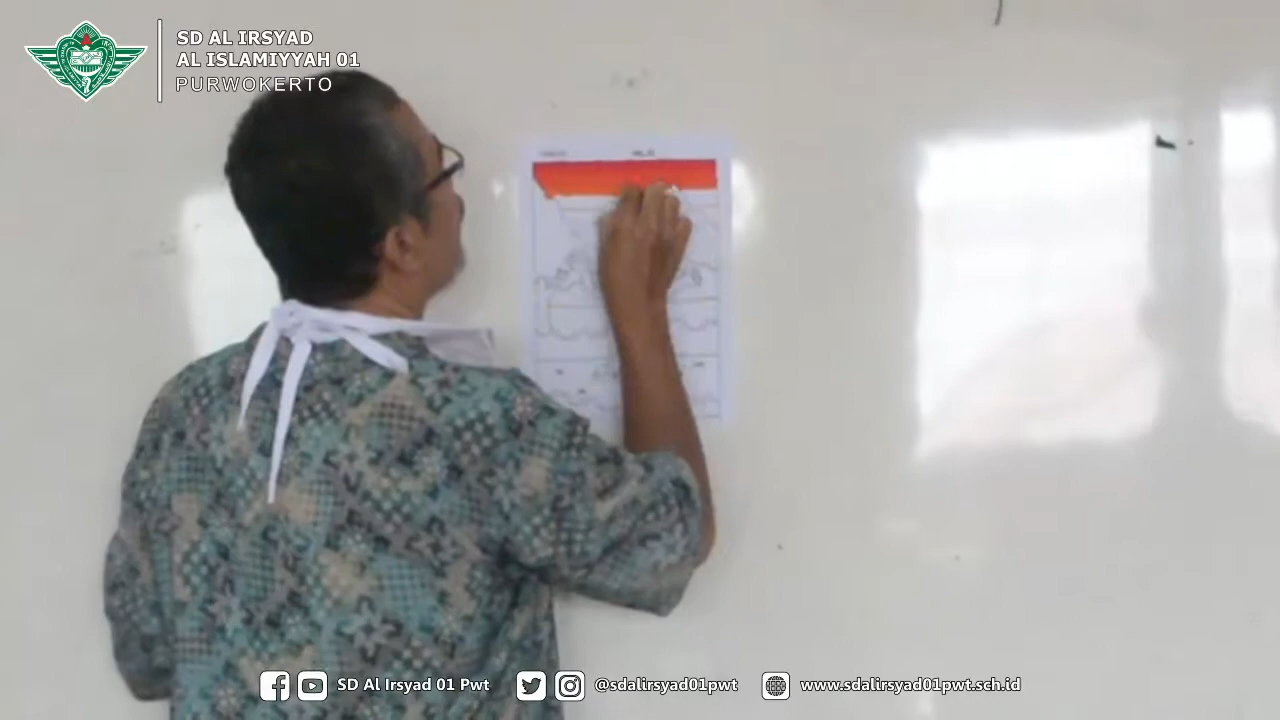 SD AL IRSYAD
AL ISLAMIYYAH 01
PURWOKERTO
SD Al Irsyad 01 Pwt
@sdalirsyad01pwt
www.sdalirsyad01pwt.sch.id